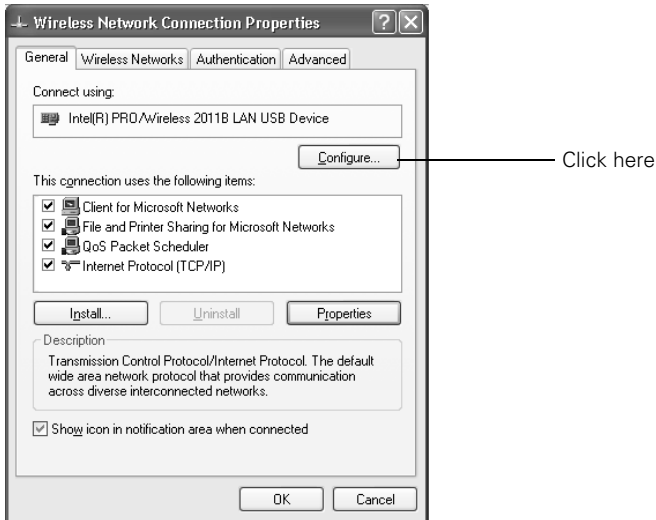 Wireless Network Connection Properties
General Wireless Networks Authentication Advanced
Connect using:
Intel(R) PRO/Wireless 2011B LAN USB Device
Configure...
Click here
This connection uses the following items:
Client for Microsoft Networks
File and Printer Sharing for Microsoft Networks
QoS Packet Scheduler
Internet Protocol (TCP/IP)
Install... Uninstall Properties
Description
Transmission Control Protocol/Internet Protocol. The default
wide area network protocol that provides communication
across diverse interconnected networks.
Show icon in notification area when connected
OK Cancel